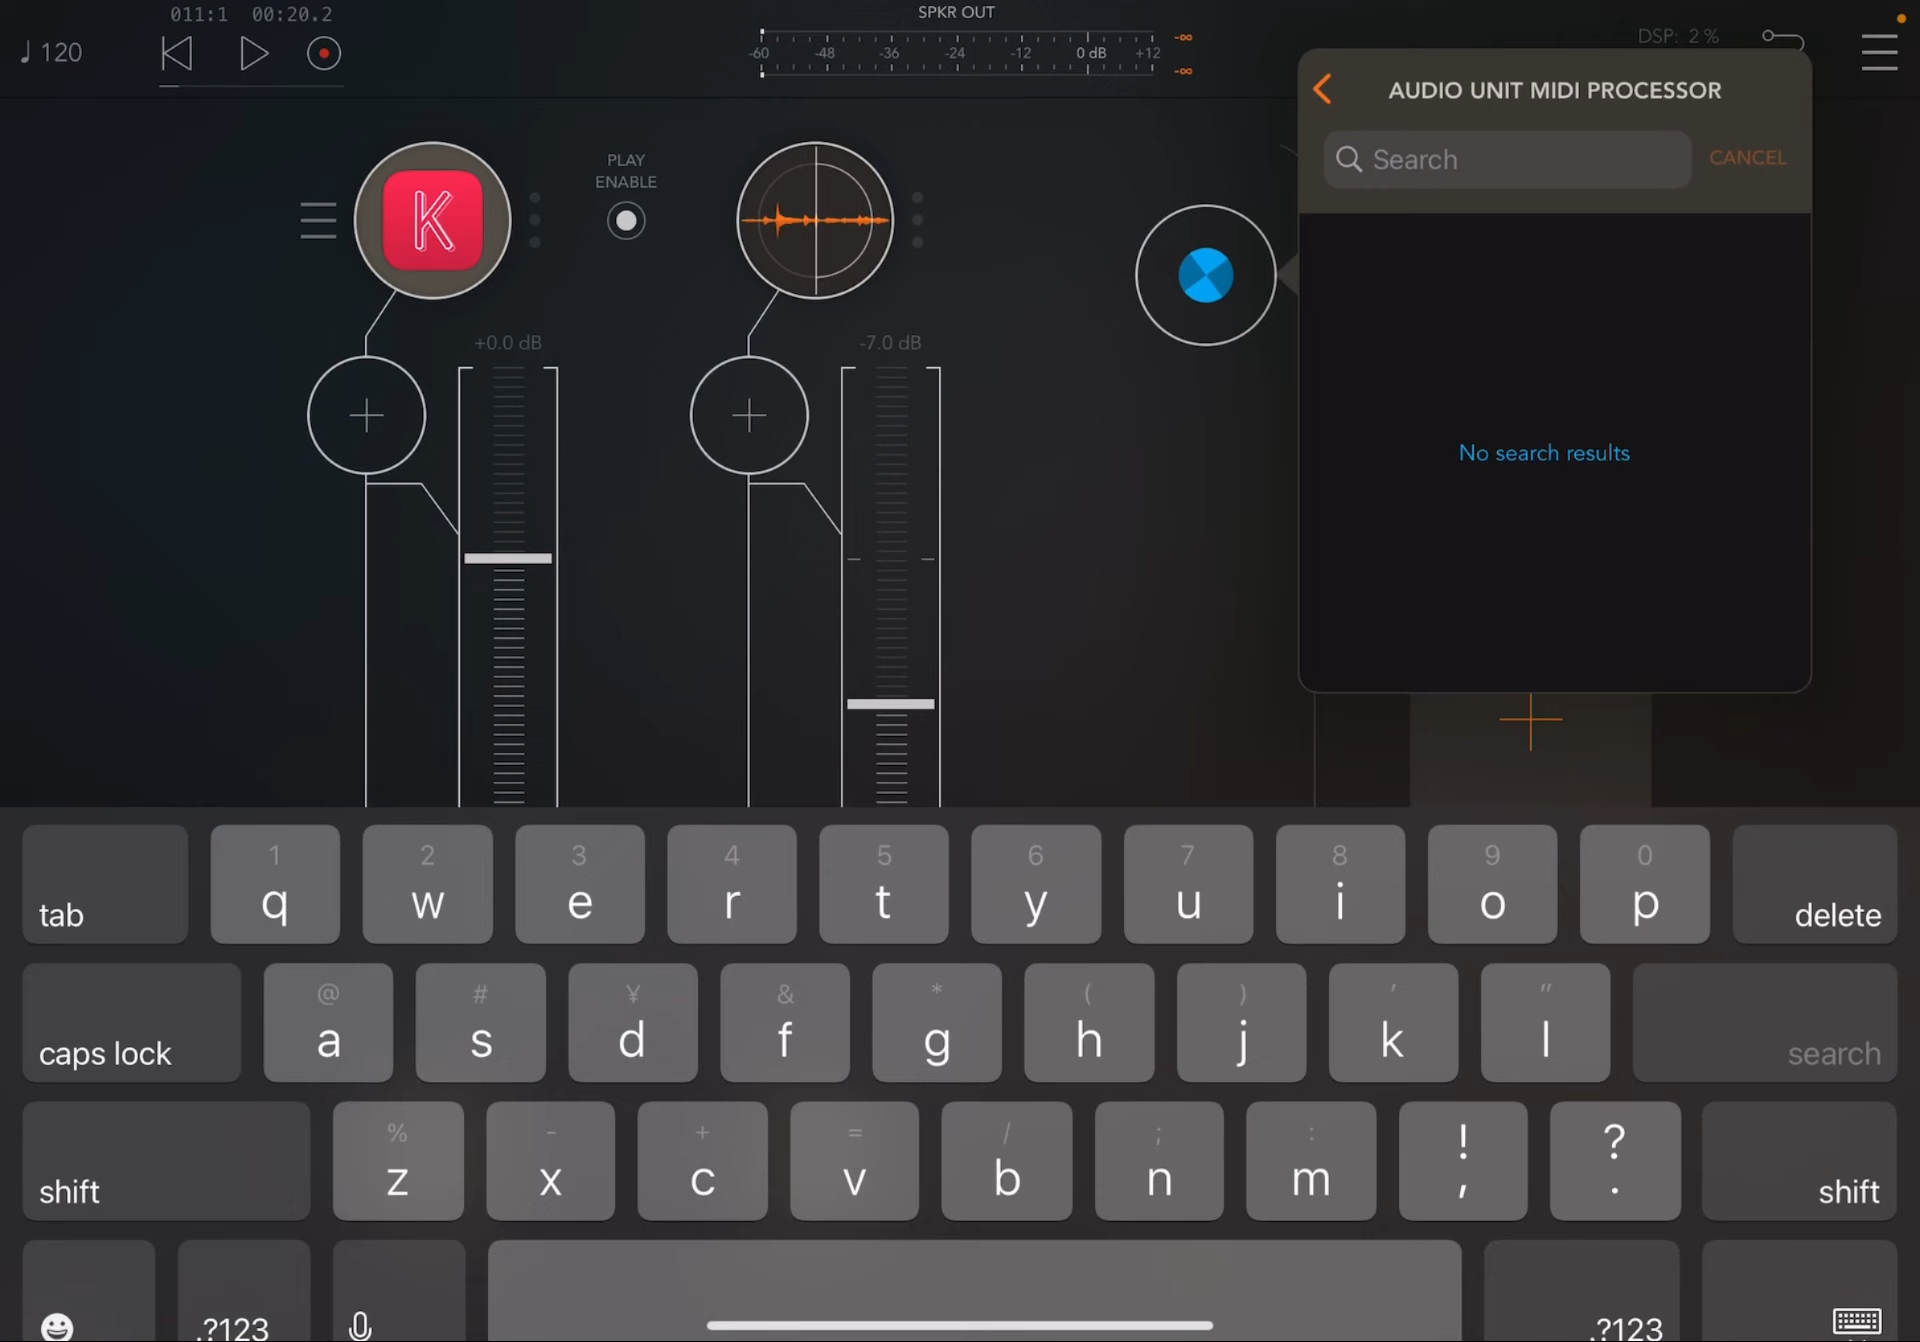 011:1 00:20.2
SPKR OUT
♩ 120
-60 -48 -36 -24 -12 0 dB +12
-∞
-∞
DSP: 2 %
AUDIO UNIT MIDI PROCESSOR
Search
CANCEL
No search results
K
PLAY
ENABLE
+0.0 dB
-7.0 dB
1 2 3 4 5 6 7 8 9 0
tab q w e r t y u i o p delete
@ # ¥ & * ( ) ' "
caps lock a s d f g h j k l search
% - + = / ; : ! ?
shift z x c v b n m , . shift
.?123 .?123